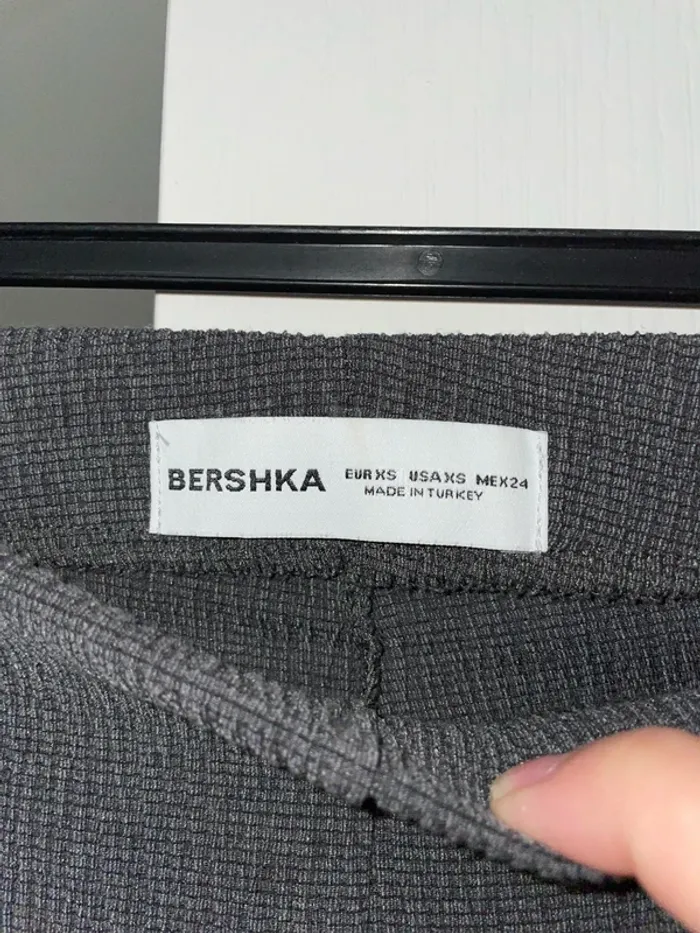 BERSHKA
EUR XS USA XS MEX 24
MADE IN TURKEY